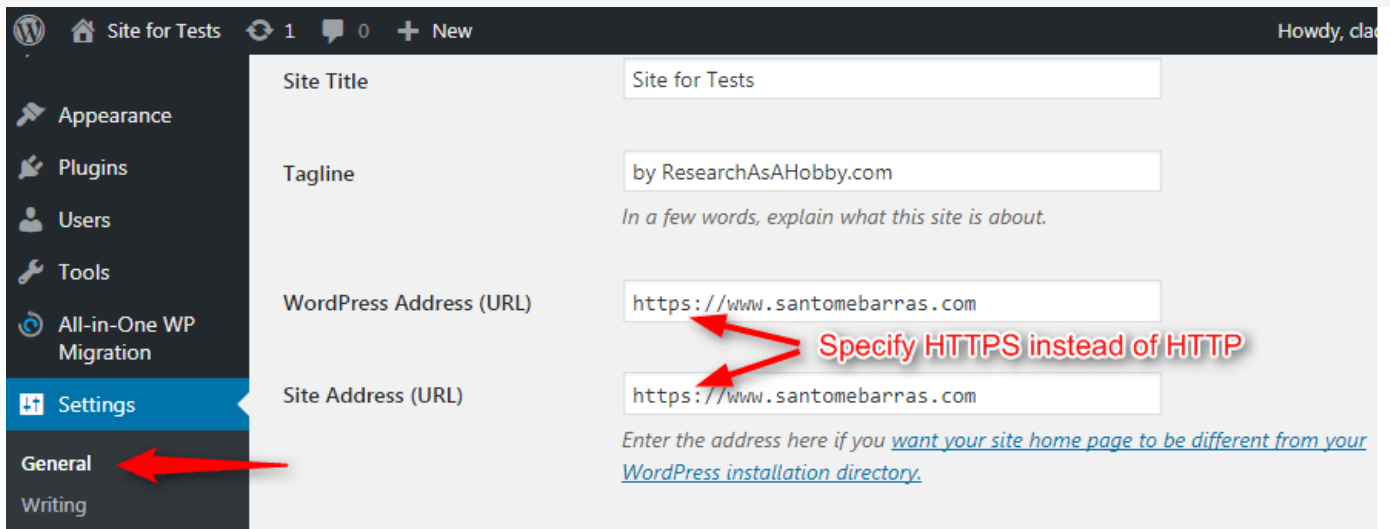 Site for Tests 1 0 New Howdy, clac
Site Title Site for Tests
Appearance
Plugins
Tagline by ResearchAsAHobby.com
Users
In a few words, explain what this site is about.
Tools
WordPress Address (URL) https://www.santomebarras.com
All-in-One WP
Migration
Specify HTTPS instead of HTTP
Settings
Site Address (URL) https://www.santomebarras.com
Enter the address here if you want your site home page to be different from your
WordPress installation directory.
General
Writing